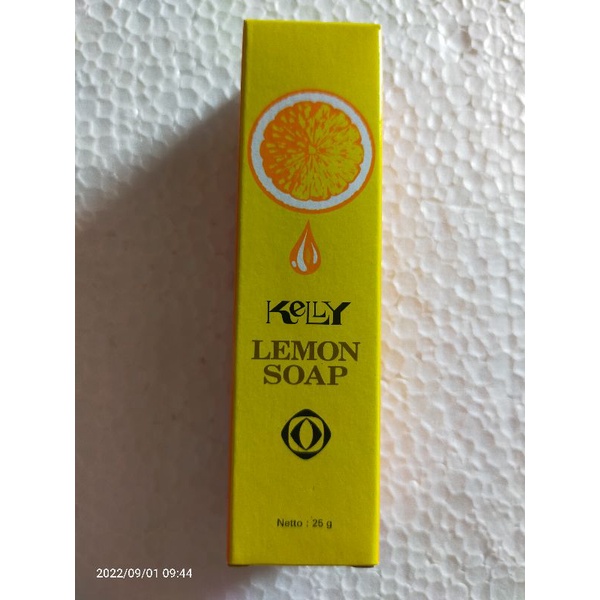 KELLY
LEMON
SOAP
Netto : 25 g
2022/09/01 09:44